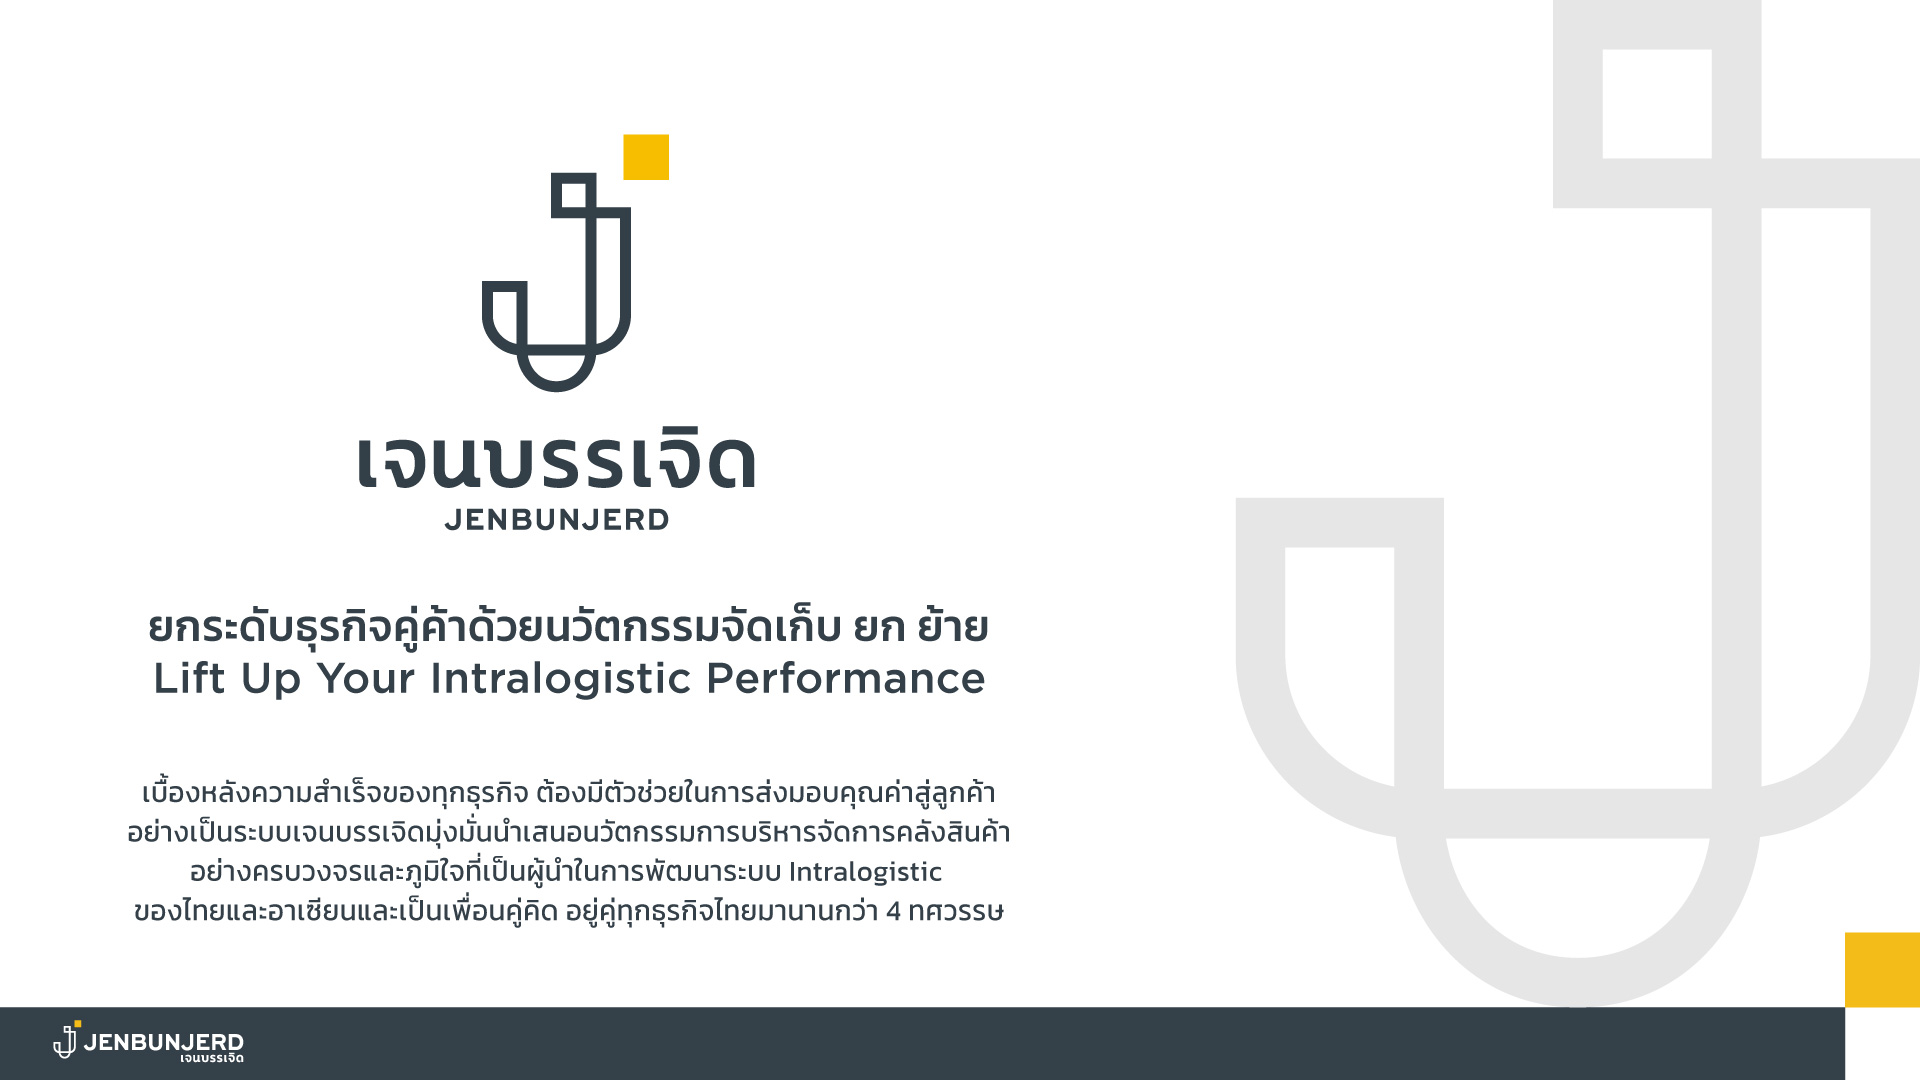 เจนบรรเจิด
JENBUNJERD
ยกระดับธุรกิจคู่ค้าด้วยนวัตกรรมจัดเก็บ ยก ย้าย
Lift Up Your Intralogistic Performance
เบื้องหลังความสำเร็จของทุกธุรกิจ ต้องมีตัวช่วยในการส่งมอบคุณค่าสู่ลูกค้า
อย่างเป็นระบบเจนบรรเจิดมุ่งมั่นนำเสนอนวัตกรรมการบริหารจัดการคลังสินค้า
อย่างครบวงจรและภูมิใจที่เป็นผู้นำในการพัฒนาระบบ Intralogistic
ของไทยและอาเซียนและเป็นเพื่อนคู่คิด อยู่คู่ทุกธุรกิจไทยมานานกว่า 4 ทศวรรษ
JENBUNJERD
เจนบรรเจิด